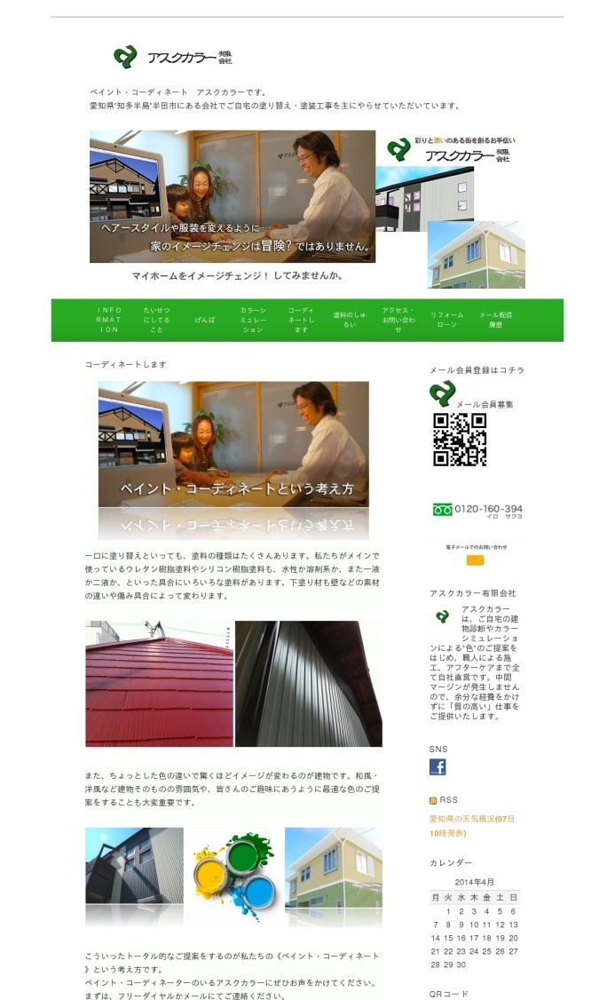 アスクカラー 有限会社
ペイント・コーディネート　アスクカラーです。
愛知県"知多半島"半田市にある会社でご自宅の塗り替え・塗装工事を主にやらせていただいています。
ヘアースタイルや服装を変えるように…
家のイメージチェンジは冒険？ではありません。
マイホームをイメージチェンジ！ してみませんか。
彩りと潤いのある街を創るお手伝い
アスクカラー 有限会社
INFO
RMAT
ION
たいせつ
にしてる
こと
げんば
カラーシ
ミュレー
ション
コーディ
ネートし
ます
塗料のしゅ
るい
アクセス・
お問い合わ
せ
リフォーム
ローン
メール配信
履歴
コーディネートします
ペイント・コーディネートという考え方
一口に塗り替えといっても、塗料の種類はたくさんあります。私たちがメインで
使っているウレタン樹脂塗料やシリコン樹脂塗料も、水性か溶剤系か、また一液
か二液か、といった具合にいろいろな塗料があります。下塗り材も壁などの素材
の違いや傷み具合によって変わります。
また、ちょっとした色の違いで驚くほどイメージが変わるのが建物です。和風・
洋風など建物そのものの雰囲気や、皆さんのご趣味にあうように最適な色のご提
案をすることも大変重要です。
こういったトータル的なご提案をするのが私たちの《ペイント・コーディネート
》という考え方です。
ペイント・コーディネーターのいるアスクカラーにぜひお声をかけてください。
まずは、フリーダイヤルかメールにてご連絡ください。
メール会員登録はコチラ
メール会員募集
0120-160-394
イロ サクヨ
電子メールでのお問い合わせ
アスクカラー有限会社
アスクカラー
は、ご自宅の建
物診断やカラー
シミュレーショ
ンによる"色"のご提案を
はじめ、職人による施
工、アフターケアまで全
て自社直営です。中間
マージンが発生しません
ので、余分な経費をかけ
ずに「質の高い」仕事を
ご提供いたします。
SNS
RSS
愛知県の天気概況(07日
10時発表)
カレンダー
2014年4月
月 火 水 木 金 土 日
1 2 3 4 5 6
7 8 9 10 11 12 13
14 15 16 17 18 19 20
21 22 23 24 25 26 27
28 29 30
QRコード